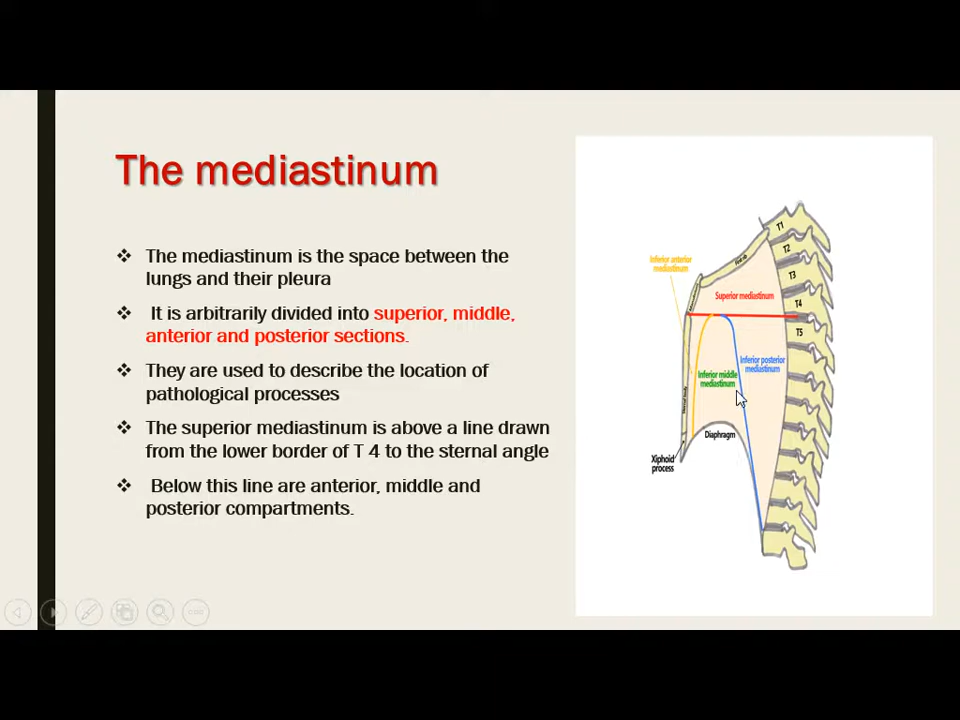 The mediastinum
❖ The mediastinum is the space between the
lungs and their pleura
❖ It is arbitrarily divided into superior, middle,
anterior and posterior sections.
❖ They are used to describe the location of
pathological processes
❖ The superior mediastinum is above a line drawn
from the lower border of T 4 to the sternal angle
❖ Below this line are anterior, middle and
posterior compartments.
T1
T2
T3
T4
T5
Inferior anterior
mediastinum
Superior mediastinum
Inferior posterior
mediastinum
Inferior middle
mediastinum
Diaphragm
Xiphoid
process